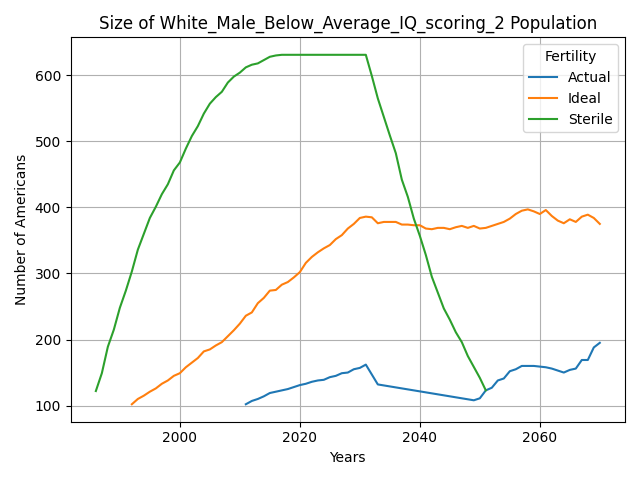 Size of White_Male_Below_Average_IQ_scoring_2 Population
Fertility
Actual
Ideal
Sterile
Number of Americans
600
500
400
300
200
100
2000
2020
2040
2060
Years